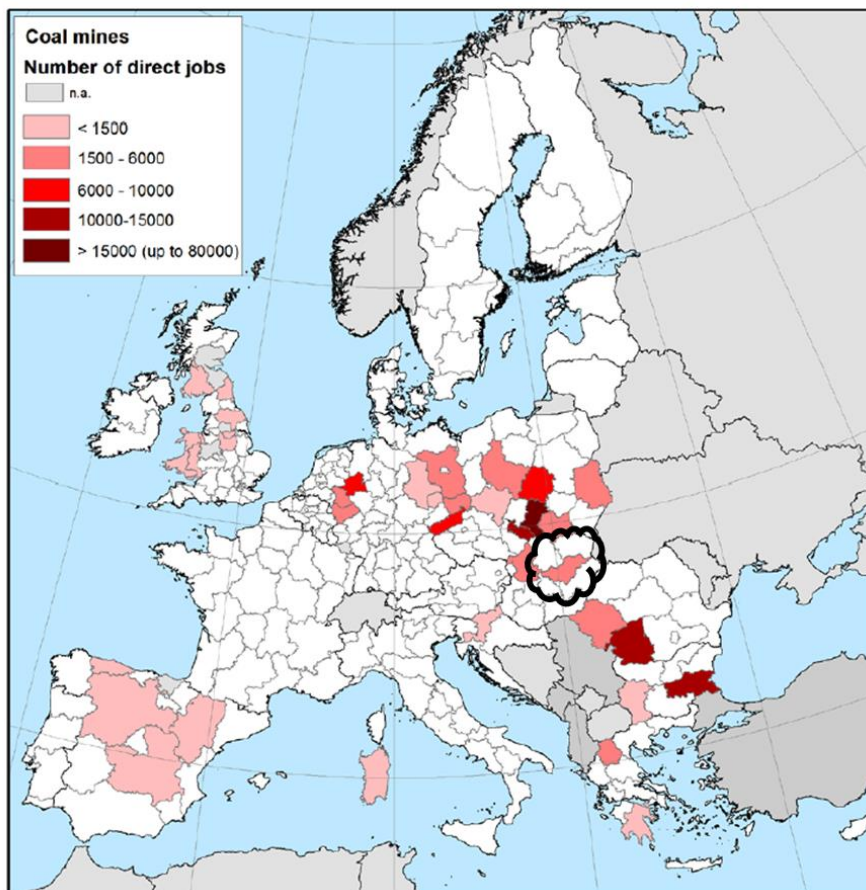 Coal mines
Number of direct jobs
n.a.
< 1500
1500 - 6000
6000 - 10000
10000-15000
> 15000 (up to 80000)